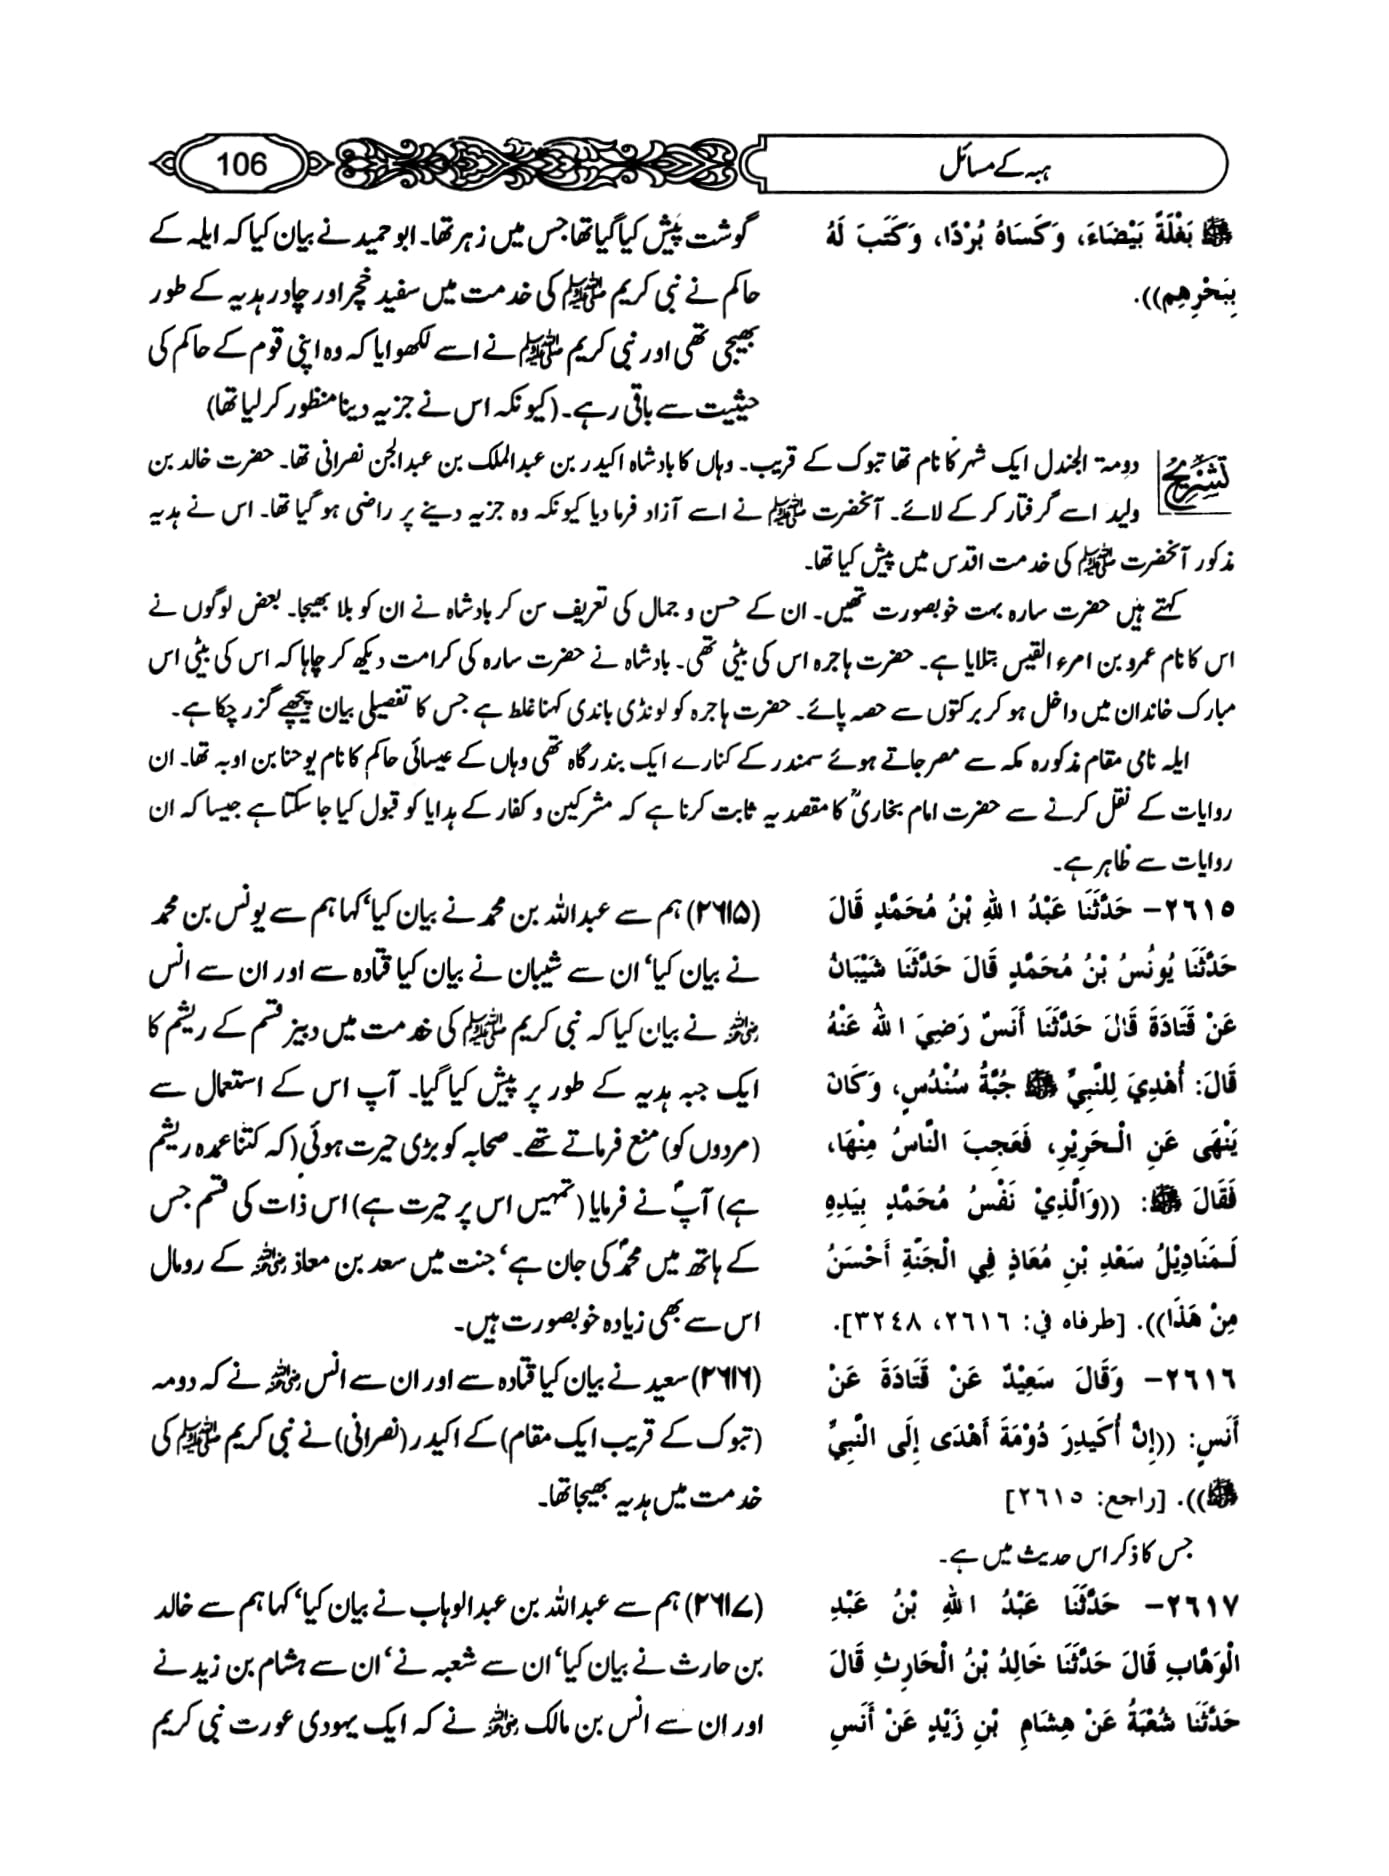 ہبہ کے مسائل
106
ﷺ بَغْلَةً بَيْضَاءَ، وَكَسَاهُ بُرْدًا، وَكَتَبَ لَهُ
بِبَحْرِهِم)).
گوشت پیش کیا گیا تھا جس میں زہر تھا۔ ابو حمید نے بیان کیا کہ ایلہ کے
حاکم نے نبی کریم ﷺ کی خدمت میں سفید خچر اور چادر ہدیہ کے طور
بھیجی تھی اور نبی کریم ﷺ نے اسے لکھوایا کہ وہ اپنی قوم کے حاکم کی
حیثیت سے باقی رہے۔ (کیونکہ اس نے جزیہ دینا منظور کر لیا تھا)
تشریح
دومۃ الجندل ایک شہر کا نام تھا تبوک کے قریب۔ وہاں کا بادشاہ اکیدر بن عبدالملک بن عبدالجن نصرانی تھا۔ حضرت خالد بن
ولید اسے گرفتار کر کے لائے۔ آنحضرت ﷺ نے اسے آزاد فرما دیا کیونکہ وہ جزیہ دینے پر راضی ہو گیا تھا۔ اس نے ہدیہ
مذکور آنحضرت ﷺ کی خدمت اقدس میں پیش کیا تھا۔
کہتے ہیں حضرت سارہ بہت خوبصورت تھیں۔ ان کے حسن و جمال کی تعریف سن کر بادشاہ نے ان کو بلا بھیجا۔ بعض لوگوں نے
اس کا نام عمرو بن امرء القیس بتلایا ہے۔ حضرت ہاجرہ اس کی بیٹی تھی۔ بادشاہ نے حضرت سارہ کی کرامت دیکھ کر چاہا کہ اس کی بیٹی اس
مبارک خاندان میں داخل ہو کر برکتوں سے حصہ پائے۔ حضرت ہاجرہ کو لونڈی باندی کہنا غلط ہے جس کا تفصیلی بیان پیچھے گزر چکا ہے۔
ایلہ نامی مقام مذکورہ مکہ سے مصر جاتے ہوئے سمندر کے کنارے ایک بندرگاہ تھی وہاں کے عیسائی حاکم کا نام یوحنا بن اوبہ تھا۔ ان
روایات کے نقل کرنے سے حضرت امام بخاریؒ کا مقصد یہ ثابت کرنا ہے کہ مشرکین و کفار کے ہدایا کو قبول کیا جا سکتا ہے جیسا کہ ان
روایات سے ظاہر ہے۔
٢٦١٥- حَدَّثَنَا عَبْدُ اللهِ بْنُ مُحَمَّدٍ قَالَ
حَدَّثَنَا يُونُسُ بْنُ مُحَمَّدٍ قَالَ حَدَّثَنَا شَيْبَانُ
عَنْ قَتَادَةَ قَالَ حَدَّثَنَا أَنَسٌ رَضِيَ اللهُ عَنْهُ
قَالَ: أُهْدِيَ لِلنَّبِيِّ ﷺ جُبَّةُ سُنْدُسٍ، وَكَانَ
يَنْهَى عَنِ الْحَرِيْرِ، فَعَجِبَ النَّاسُ مِنْهَا،
فَقَالَ ﷺ: ((وَالَّذِيْ نَفْسُ مُحَمَّدٍ بِيَدِهِ
لَمَنَادِيْلُ سَعْدِ بْنِ مُعَاذٍ فِي الْجَنَّةِ أَحْسَنُ
مِنْ هَذَا)). [طرفاه في: ٢٦١٦، ٣٢٤٨].
(۲۶۱۵) ہم سے عبداللہ بن محمد نے بیان کیا' کہا ہم سے یونس بن محمد
نے بیان کیا' ان سے شیبان نے بیان کیا قتادہ سے اور ان سے انس
رضی اللہ عنہ نے بیان کیا کہ نبی کریم ﷺ کی خدمت میں دبیز قسم کے ریشم کا
ایک جبہ ہدیہ کے طور پر پیش کیا گیا۔ آپ اس کے استعمال سے
(مردوں کو) منع فرماتے تھے۔ صحابہ کو بڑی حیرت ہوئی (کہ کتنا عمدہ ریشم
ہے) آپؐ نے فرمایا (تمہیں اس پر حیرت ہے) اس ذات کی قسم جس
کے ہاتھ میں محمدؐ کی جان ہے' جنت میں سعد بن معاذ رضی اللہ عنہ کے رومال
اس سے بھی زیادہ خوبصورت ہیں۔
٢٦١٦- وَقَالَ سَعِيْدٌ عَنْ قَتَادَةَ عَنْ
أَنَسٍ: ((إِنَّ أُكَيدِرَ دُوْمَةَ أَهْدَى إِلَى النَّبِيِّ
ﷺ)). [راجع: ٢٦١٥]
(۲۶۱۶) سعید نے بیان کیا قتادہ سے اور ان سے انس رضی اللہ عنہ نے کہ دومہ
(تبوک کے قریب ایک مقام) کے اکیدر (نصرانی) نے نبی کریم ﷺ کی
خدمت میں ہدیہ بھیجا تھا۔
جس کا ذکر اس حدیث میں ہے۔
٢٦١٧- حَدَّثَنَا عَبْدُ اللهِ بْنُ عَبْدِ
الْوَهَّابِ قَالَ حَدَّثَنَا خَالِدُ بْنُ الْحَارِثِ قَالَ
حَدَّثَنَا شُعْبَةُ عَنْ هِشَامِ بْنِ زَيْدٍ عَنْ أَنَسِ
(۲۶۱۷) ہم سے عبداللہ بن عبدالوہاب نے بیان کیا' کہا ہم سے خالد
بن حارث نے بیان کیا' ان سے شعبہ نے' ان سے ہشام بن زید نے
اور ان سے انس بن مالک رضی اللہ عنہ نے کہ ایک یہودی عورت نبی کریم